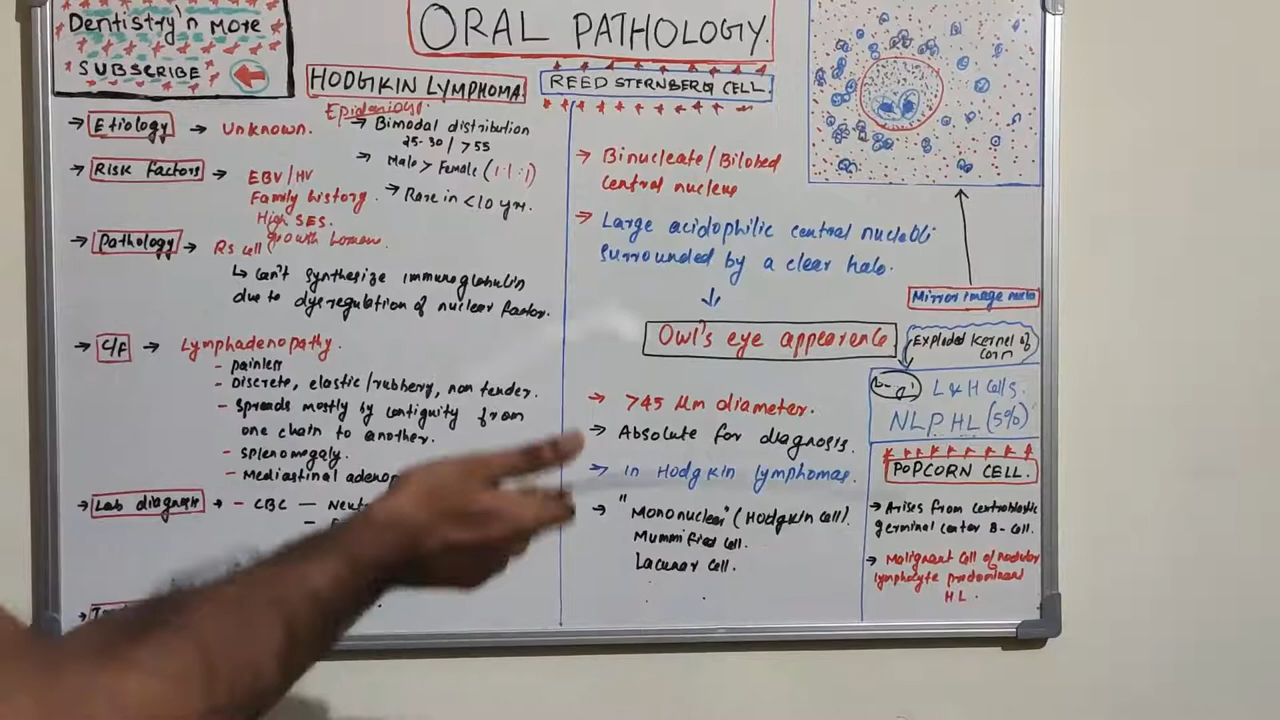 Dentistry'n More
SUBSCRIBE
ORAL PATHOLOGY.
HODGKIN LYMPHOMA
Epidemiology.
→ Etiology → Unknown.
→ Bimodal distribution
25-30 / >55
→ Male > Female (1·1:1)
→ Rare in <10 yr.
→ Risk factors → EBV/HV
Family history.
High SES.
growth homone.
→ Pathology → Rs cell
↳ Can't synthesize immunoglobulin
due to dysregulation of nuclear factor.
→ C/F → Lymphadenopathy.
- painless
- Discrete, elastic/rubbery, non tender.
- Spreads mostly by contiguity from
one chain to another.
- splenomegaly.
- mediastinal
→ Lab diagnosis → - CBC —
REED STERNBERG CELL.
→ Binucleate/Bilobed
central nucleus
→ Large acidophilic central nucleoli
surrounded by a clear halo.
↓
Owl's eye appearence
→ >45 µm diameter.
→ Absolute for diagnosis.
→ in Hodgkin lymphomas.
→ "Mononuclear" (Hodgkin cell).
Mummified cell.
Lacunar cell.
Mirror image nuclei
Exploded kernel of
corn
L & H Cells.
NLP HL (5%)
POPCORN CELL.
→ Arises from centroblastic
germinal center B-cell.
→ Malignant cell of nodular
lymphocyte predominant
HL.